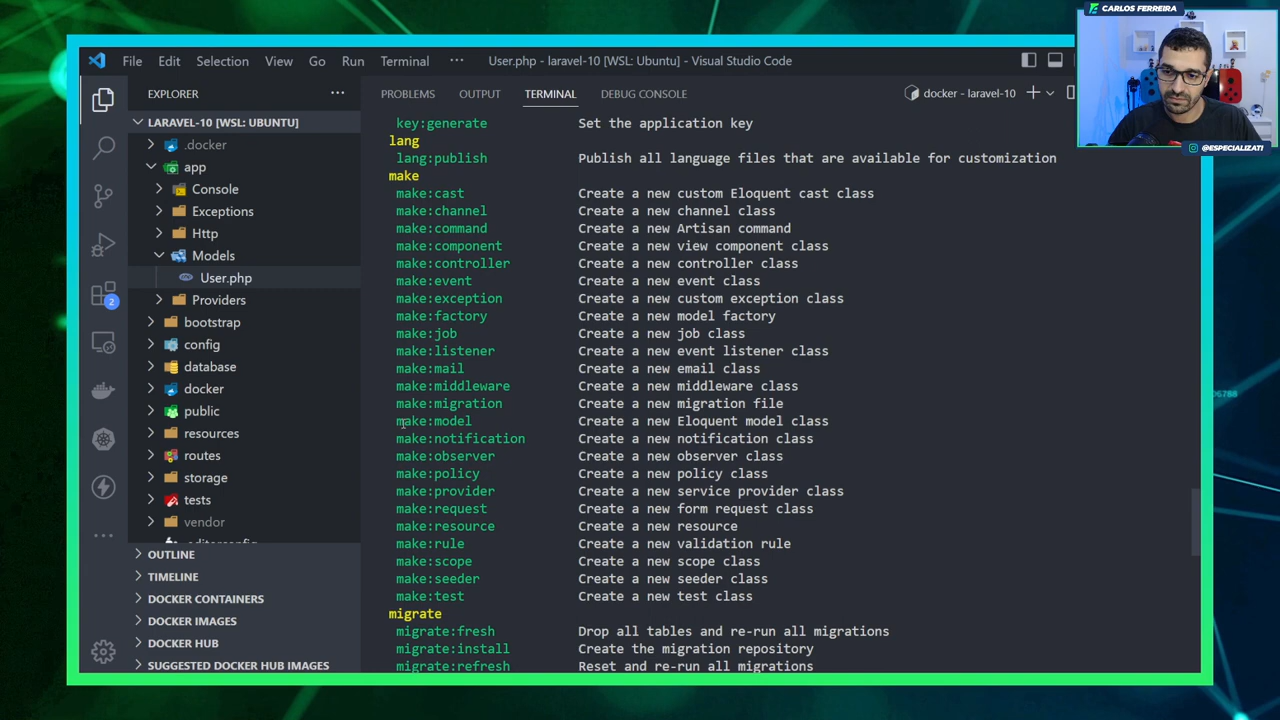 CARLOS FERREIRA
@ESPECIALIZATI
File Edit Selection View Go Run Terminal ··· User.php - laravel-10 [WSL: Ubuntu] - Visual Studio Code
EXPLORER ···
LARAVEL-10 [WSL: UBUNTU]
.docker
app
Console
Exceptions
Http
Models
User.php
Providers
bootstrap
config
database
docker
public
resources
routes
storage
tests
vendor
OUTLINE
TIMELINE
DOCKER CONTAINERS
DOCKER IMAGES
DOCKER HUB
SUGGESTED DOCKER HUB IMAGES
2
PROBLEMS OUTPUT TERMINAL DEBUG CONSOLE docker - laravel-10
key:generate Set the application key
lang
lang:publish Publish all language files that are available for customization
make
make:cast Create a new custom Eloquent cast class
make:channel Create a new channel class
make:command Create a new Artisan command
make:component Create a new view component class
make:controller Create a new controller class
make:event Create a new event class
make:exception Create a new custom exception class
make:factory Create a new model factory
make:job Create a new job class
make:listener Create a new event listener class
make:mail Create a new email class
make:middleware Create a new middleware class
make:migration Create a new migration file
make:model Create a new Eloquent model class
make:notification Create a new notification class
make:observer Create a new observer class
make:policy Create a new policy class
make:provider Create a new service provider class
make:request Create a new form request class
make:resource Create a new resource
make:rule Create a new validation rule
make:scope Create a new scope class
make:seeder Create a new seeder class
make:test Create a new test class
migrate
migrate:fresh Drop all tables and re-run all migrations
migrate:install Create the migration repository
migrate:refresh Reset and re-run all migrations